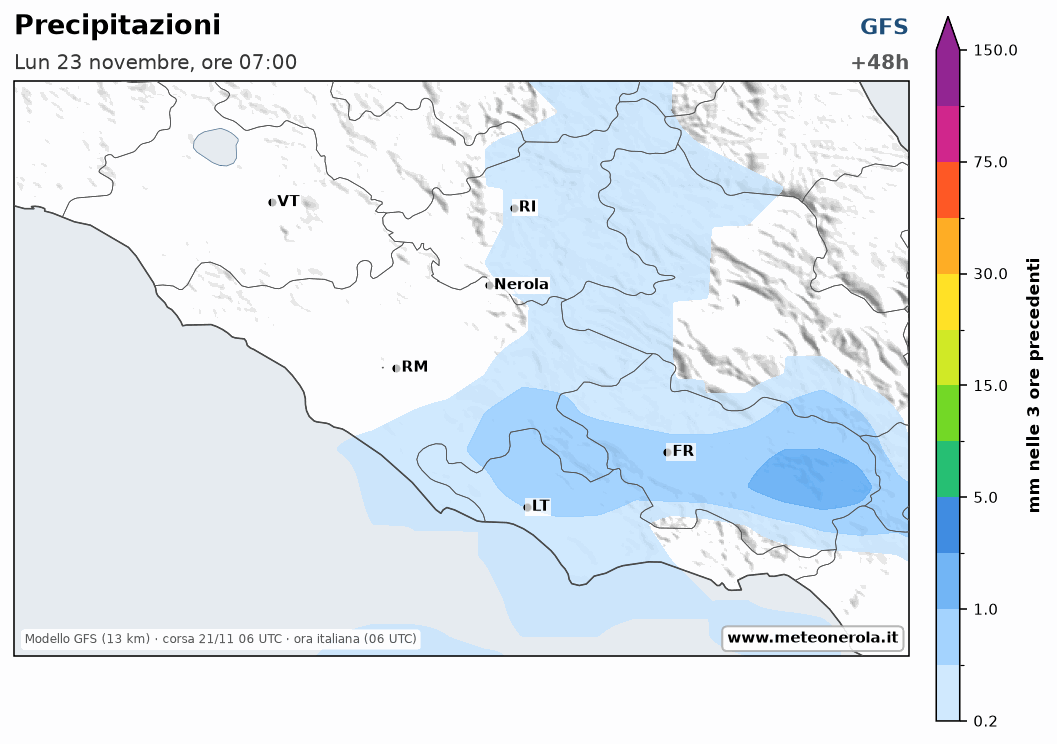 Precipitazioni
GFS
Lun 23 novembre, ore 07:00
+48h
150.0
75.0
30.0
15.0
5.0
1.0
0.2
mm nelle 3 ore precedenti
VT
RI
Nerola
RM
FR
LT
Modello GFS (13 km) · corsa 21/11 06 UTC · ora italiana (06 UTC)
www.meteonerola.it